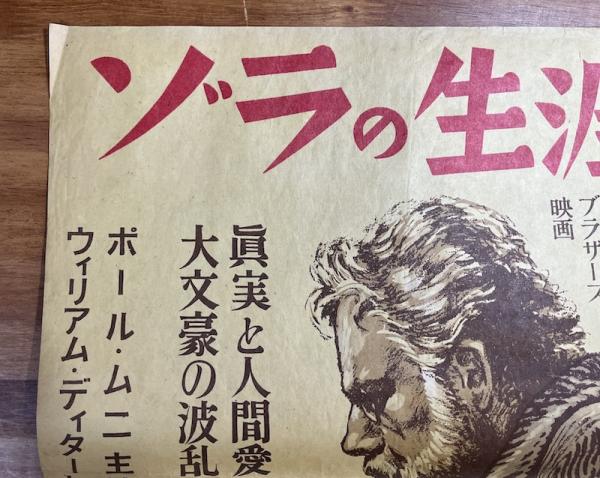 ゾラの生涯
ブラザース
映画
眞実と人間愛
大文豪の波乱
ポール・ムニ主
ウィリアム・ディター